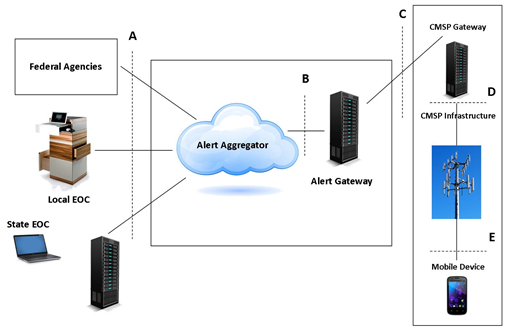 A
B
C
CMSP Gateway
Federal Agencies
D
CMSP Infrastructure
Alert Aggregator
Alert Gateway
Local EOC
State EOC
E
Mobile Device